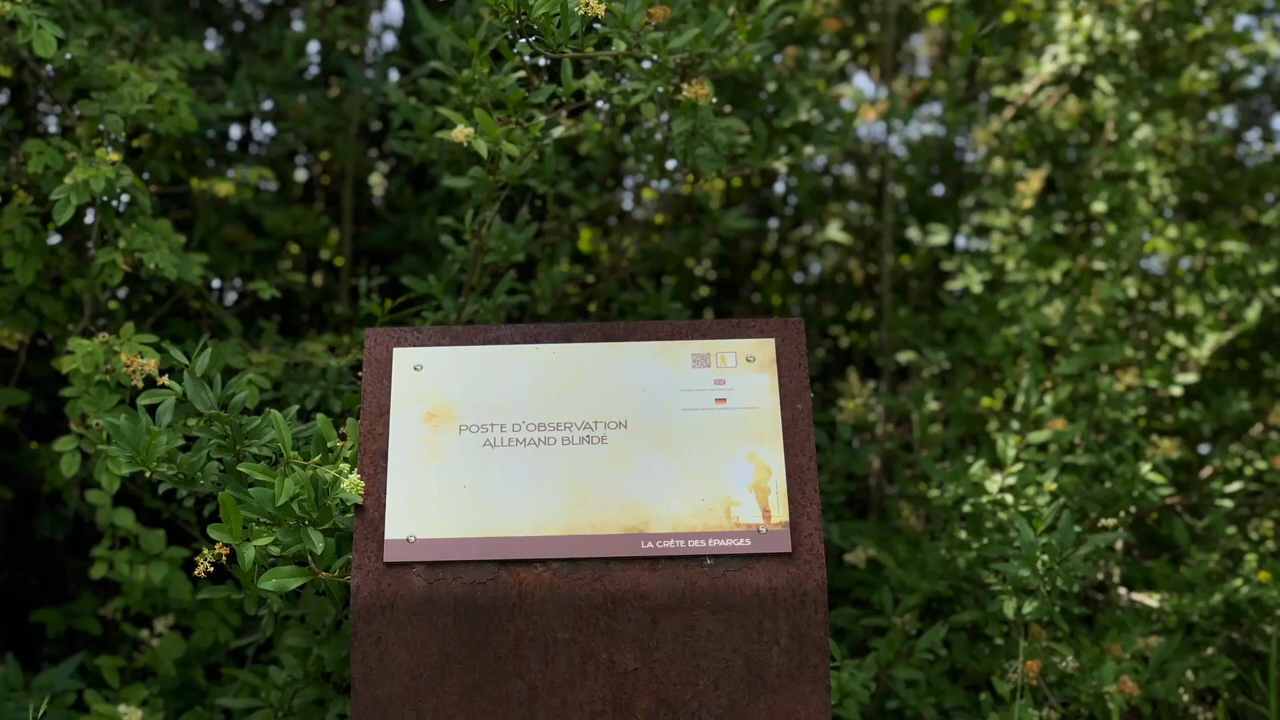 POSTE D'OBSERVATION
ALLEMAND BLINDÉ
LA CRÊTE DES ÉPARGES